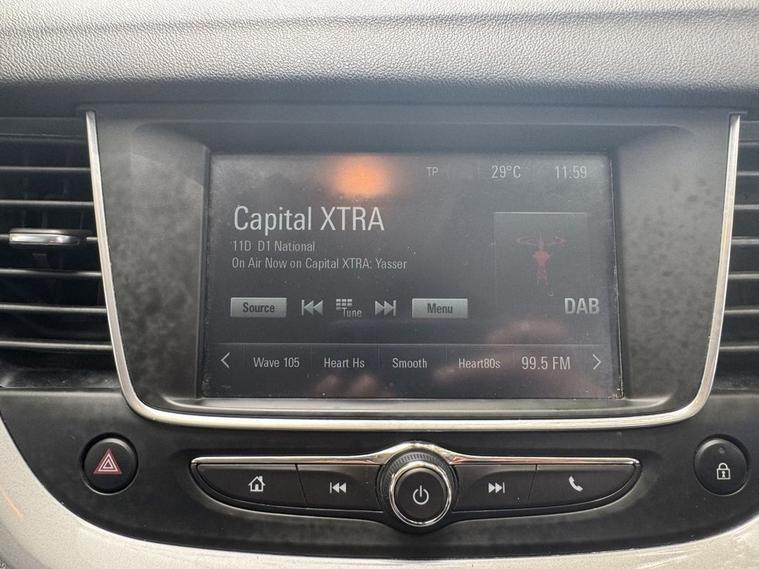 TP 29°C 11:59
Capital XTRA
11D D1 National
On Air Now on Capital XTRA: Yasser
Source Tune Menu
DAB
Wave 105 Heart Hs Smooth Heart80s 99.5 FM